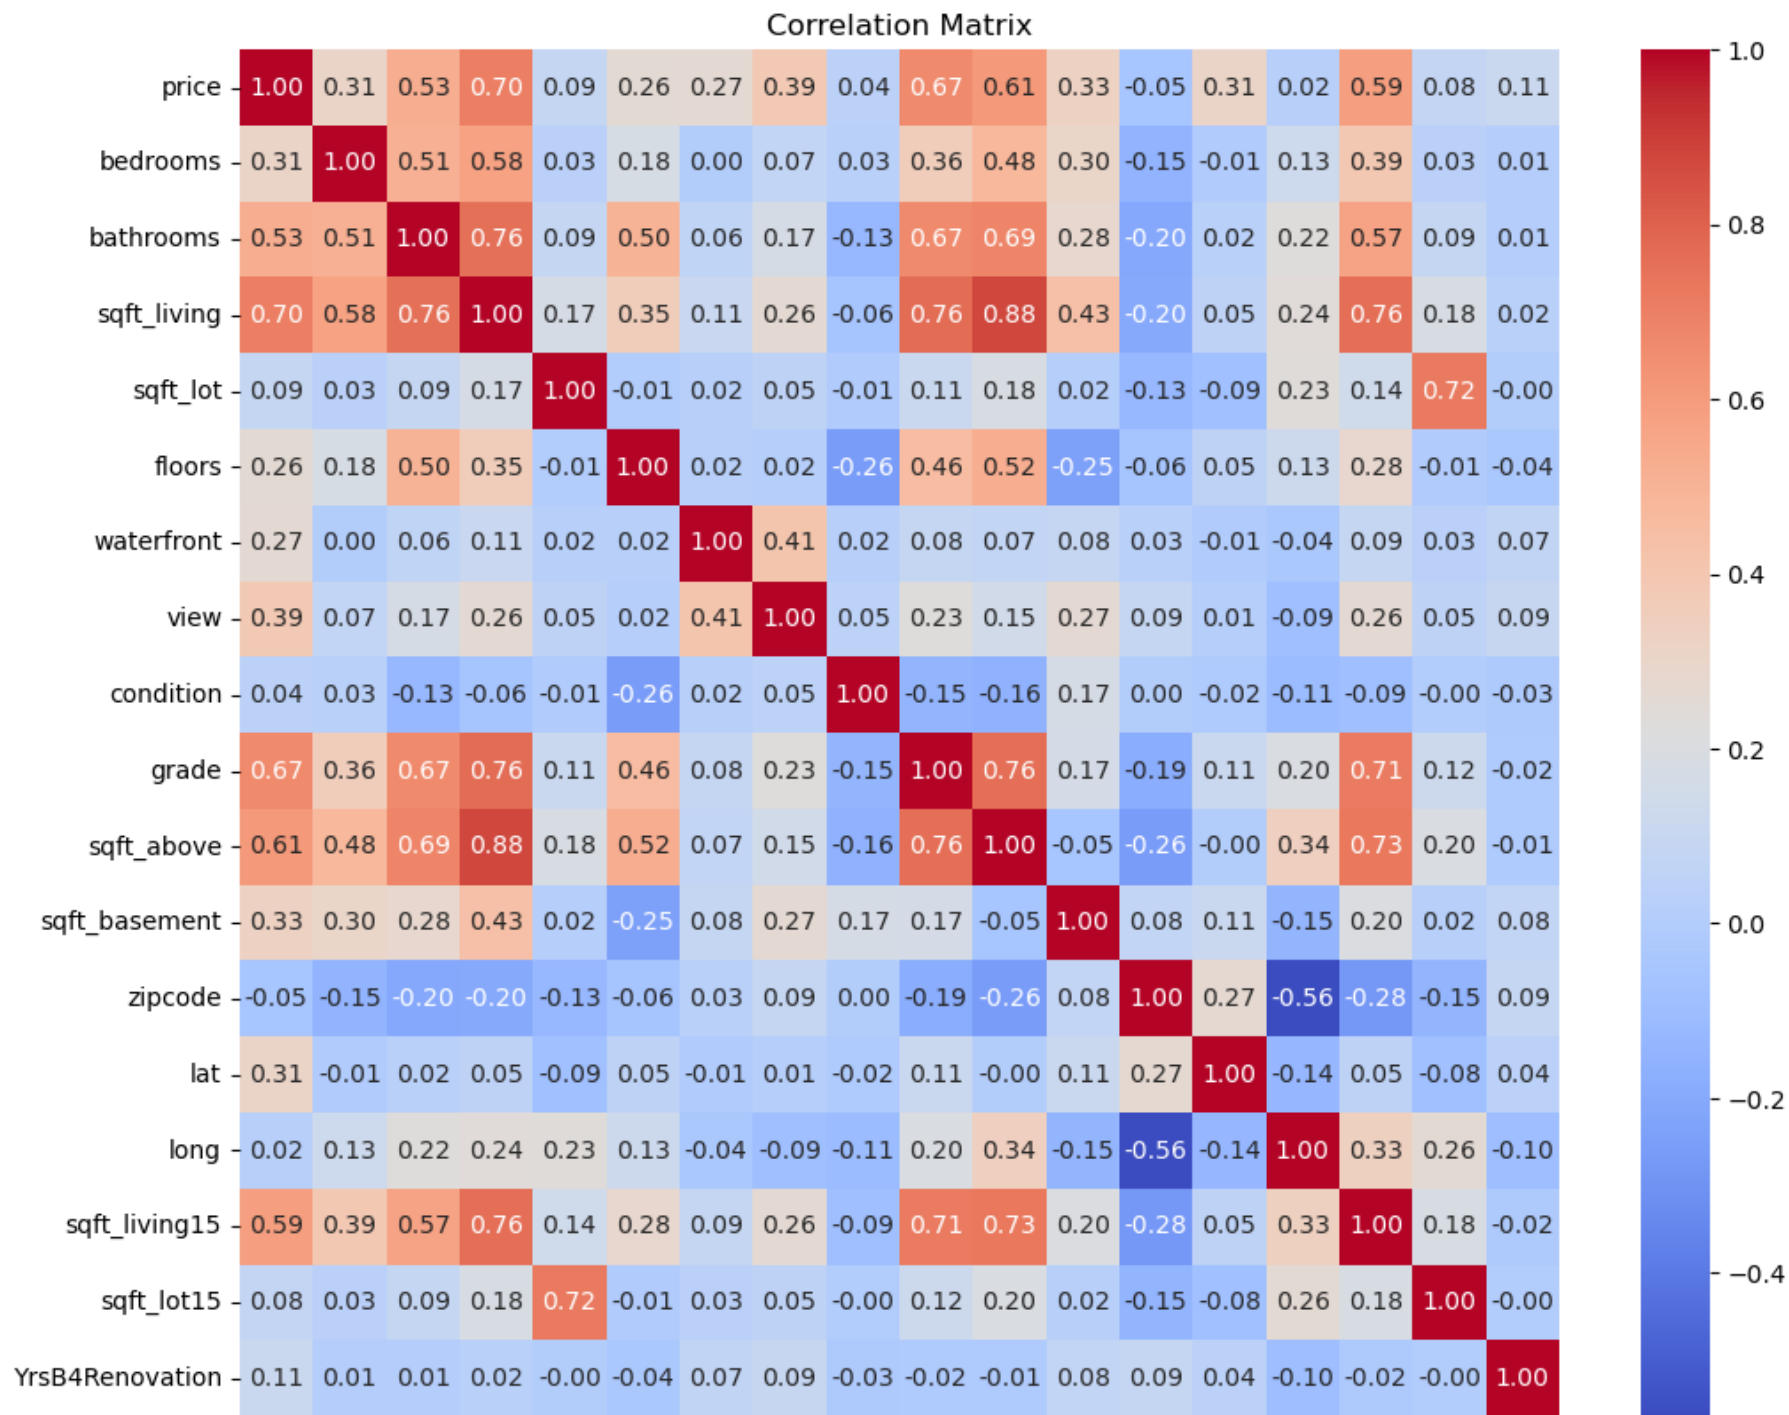 Correlation Matrix
price 1.00 0.31 0.53 0.70 0.09 0.26 0.27 0.39 0.04 0.67 0.61 0.33 -0.05 0.31 0.02 0.59 0.08 0.11
bedrooms 0.31 1.00 0.51 0.58 0.03 0.18 0.00 0.07 0.03 0.36 0.48 0.30 -0.15 -0.01 0.13 0.39 0.03 0.01
bathrooms 0.53 0.51 1.00 0.76 0.09 0.50 0.06 0.17 -0.13 0.67 0.69 0.28 -0.20 0.02 0.22 0.57 0.09 0.01
sqft_living 0.70 0.58 0.76 1.00 0.17 0.35 0.11 0.26 -0.06 0.76 0.88 0.43 -0.20 0.05 0.24 0.76 0.18 0.02
sqft_lot 0.09 0.03 0.09 0.17 1.00 -0.01 0.02 0.05 -0.01 0.11 0.18 0.02 -0.13 -0.09 0.23 0.14 0.72 -0.00
floors 0.26 0.18 0.50 0.35 -0.01 1.00 0.02 0.02 -0.26 0.46 0.52 -0.25 -0.06 0.05 0.13 0.28 -0.01 -0.04
waterfront 0.27 0.00 0.06 0.11 0.02 0.02 1.00 0.41 0.02 0.08 0.07 0.08 0.03 -0.01 -0.04 0.09 0.03 0.07
view 0.39 0.07 0.17 0.26 0.05 0.02 0.41 1.00 0.05 0.23 0.15 0.27 0.09 0.01 -0.09 0.26 0.05 0.09
condition 0.04 0.03 -0.13 -0.06 -0.01 -0.26 0.02 0.05 1.00 -0.15 -0.16 0.17 0.00 -0.02 -0.11 -0.09 -0.00 -0.03
grade 0.67 0.36 0.67 0.76 0.11 0.46 0.08 0.23 -0.15 1.00 0.76 0.17 -0.19 0.11 0.20 0.71 0.12 -0.02
sqft_above 0.61 0.48 0.69 0.88 0.18 0.52 0.07 0.15 -0.16 0.76 1.00 -0.05 -0.26 -0.00 0.34 0.73 0.20 -0.01
sqft_basement 0.33 0.30 0.28 0.43 0.02 -0.25 0.08 0.27 0.17 0.17 -0.05 1.00 0.08 0.11 -0.15 0.20 0.02 0.08
zipcode -0.05 -0.15 -0.20 -0.20 -0.13 -0.06 0.03 0.09 0.00 -0.19 -0.26 0.08 1.00 0.27 -0.56 -0.28 -0.15 0.09
lat 0.31 -0.01 0.02 0.05 -0.09 0.05 -0.01 0.01 -0.02 0.11 -0.00 0.11 0.27 1.00 -0.14 0.05 -0.08 0.04
long 0.02 0.13 0.22 0.24 0.23 0.13 -0.04 -0.09 -0.11 0.20 0.34 -0.15 -0.56 -0.14 1.00 0.33 0.26 -0.10
sqft_living15 0.59 0.39 0.57 0.76 0.14 0.28 0.09 0.26 -0.09 0.71 0.73 0.20 -0.28 0.05 0.33 1.00 0.18 -0.02
sqft_lot15 0.08 0.03 0.09 0.18 0.72 -0.01 0.03 0.05 -0.00 0.12 0.20 0.02 -0.15 -0.08 0.26 0.18 1.00 -0.00
YrsB4Renovation 0.11 0.01 0.01 0.02 -0.00 -0.04 0.07 0.09 -0.03 -0.02 -0.01 0.08 0.09 0.04 -0.10 -0.02 -0.00 1.00
1.0
0.8
0.6
0.4
0.2
0.0
−0.2
−0.4